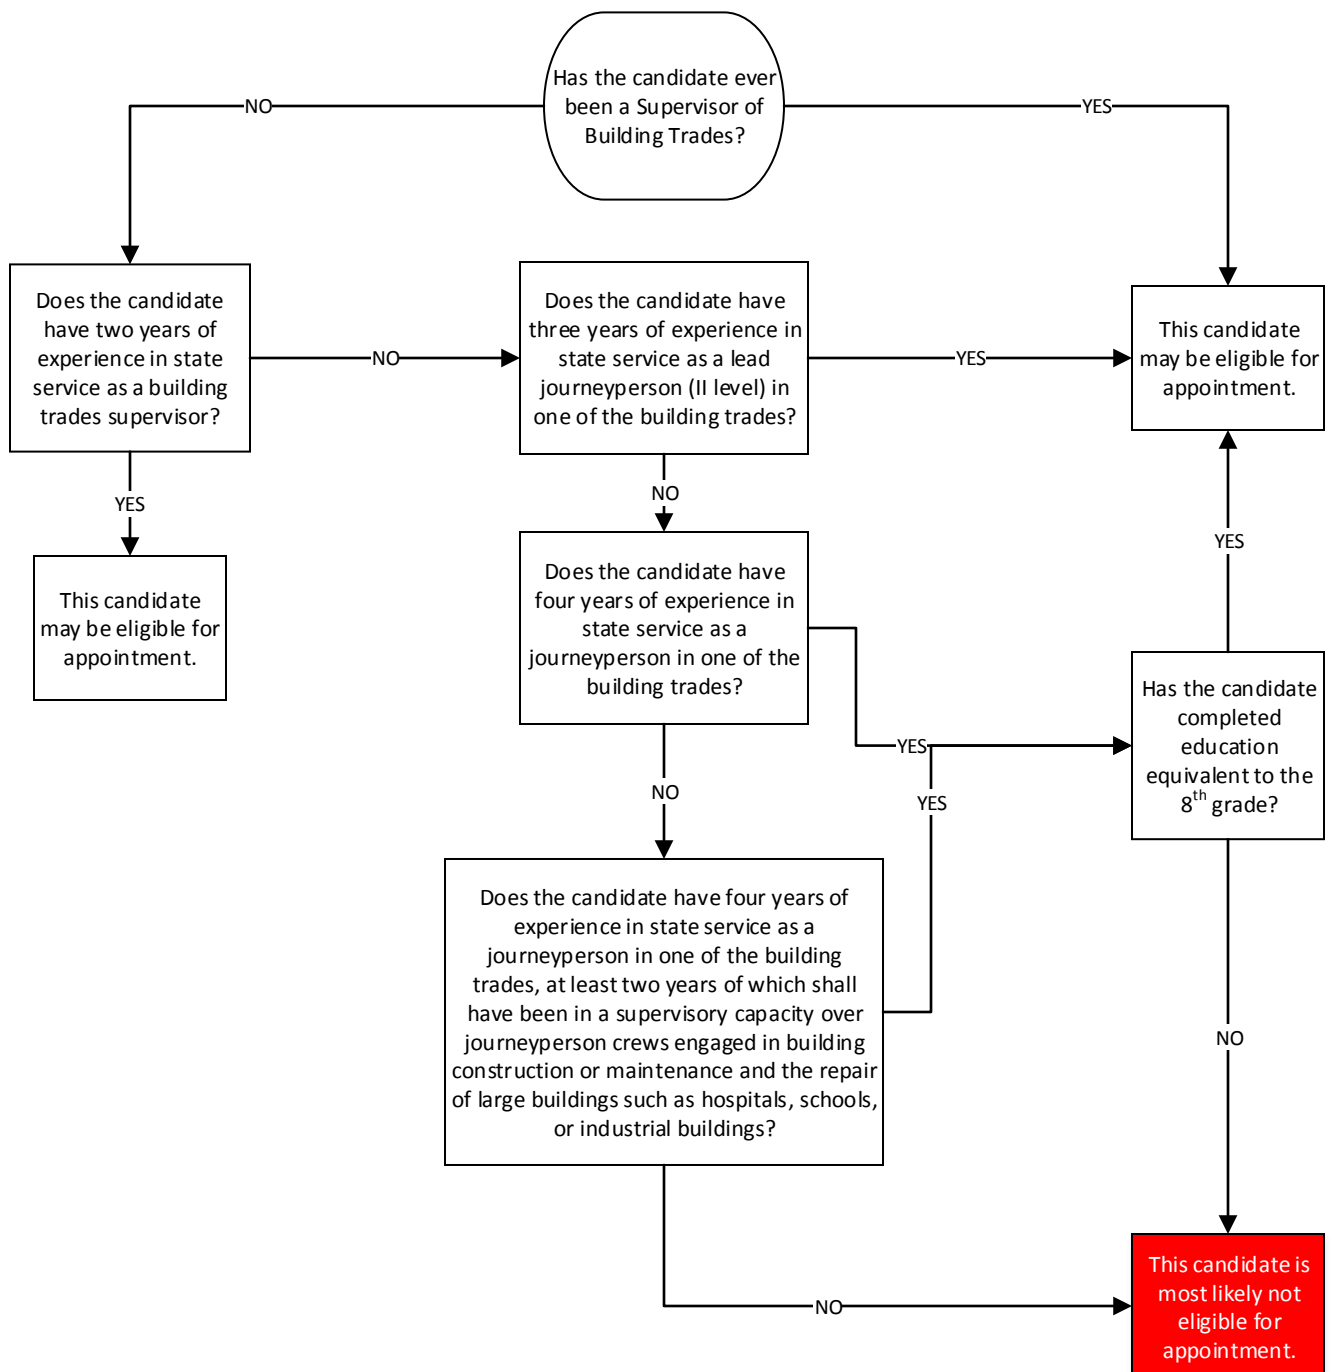 Has the candidate ever
been a Supervisor of
Building Trades?
NO
YES
Does the candidate
have two years of
experience in state
service as a building
trades supervisor?
NO
Does the candidate have
three years of experience in
state service as a lead
journeyperson (II level) in
one of the building trades?
YES
This candidate
may be eligible for
appointment.
YES
NO
This candidate
may be eligible for
appointment.
Does the candidate have
four years of experience in
state service as a
journeyperson in one of the
building trades?
YES
YES
Has the candidate
completed
education
equivalent to the
8th grade?
NO
YES
Does the candidate have four years of
experience in state service as a
journeyperson in one of the building
trades, at least two years of which shall
have been in a supervisory capacity over
journeyperson crews engaged in building
construction or maintenance and the repair
of large buildings such as hospitals, schools,
or industrial buildings?
NO
NO
This candidate is
most likely not
eligible for
appointment.